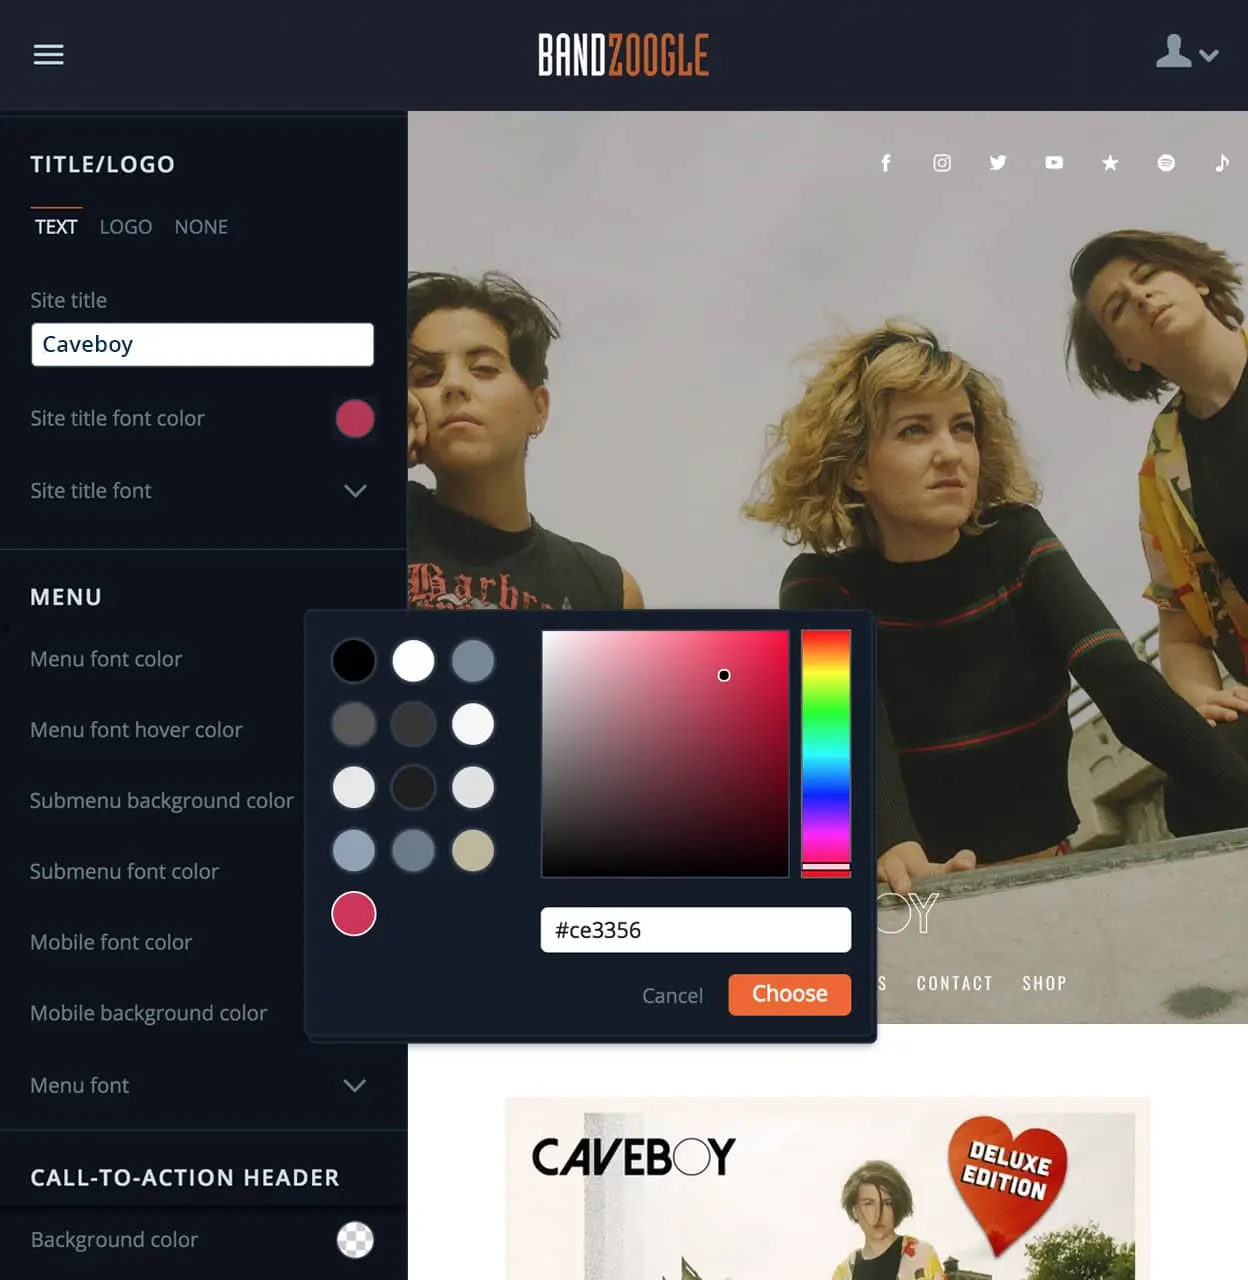 BANDZOOGLE
TITLE/LOGO
TEXT LOGO NONE
Site title
Caveboy
Site title font color
Site title font
MENU
Menu font color
Menu font hover color
Submenu background color
Submenu font color
Mobile font color
Mobile background color
Menu font
CALL-TO-ACTION HEADER
Background color
#ce3356
Cancel Choose
OY
S CONTACT SHOP
CAVEBOY
DELUXE
EDITION